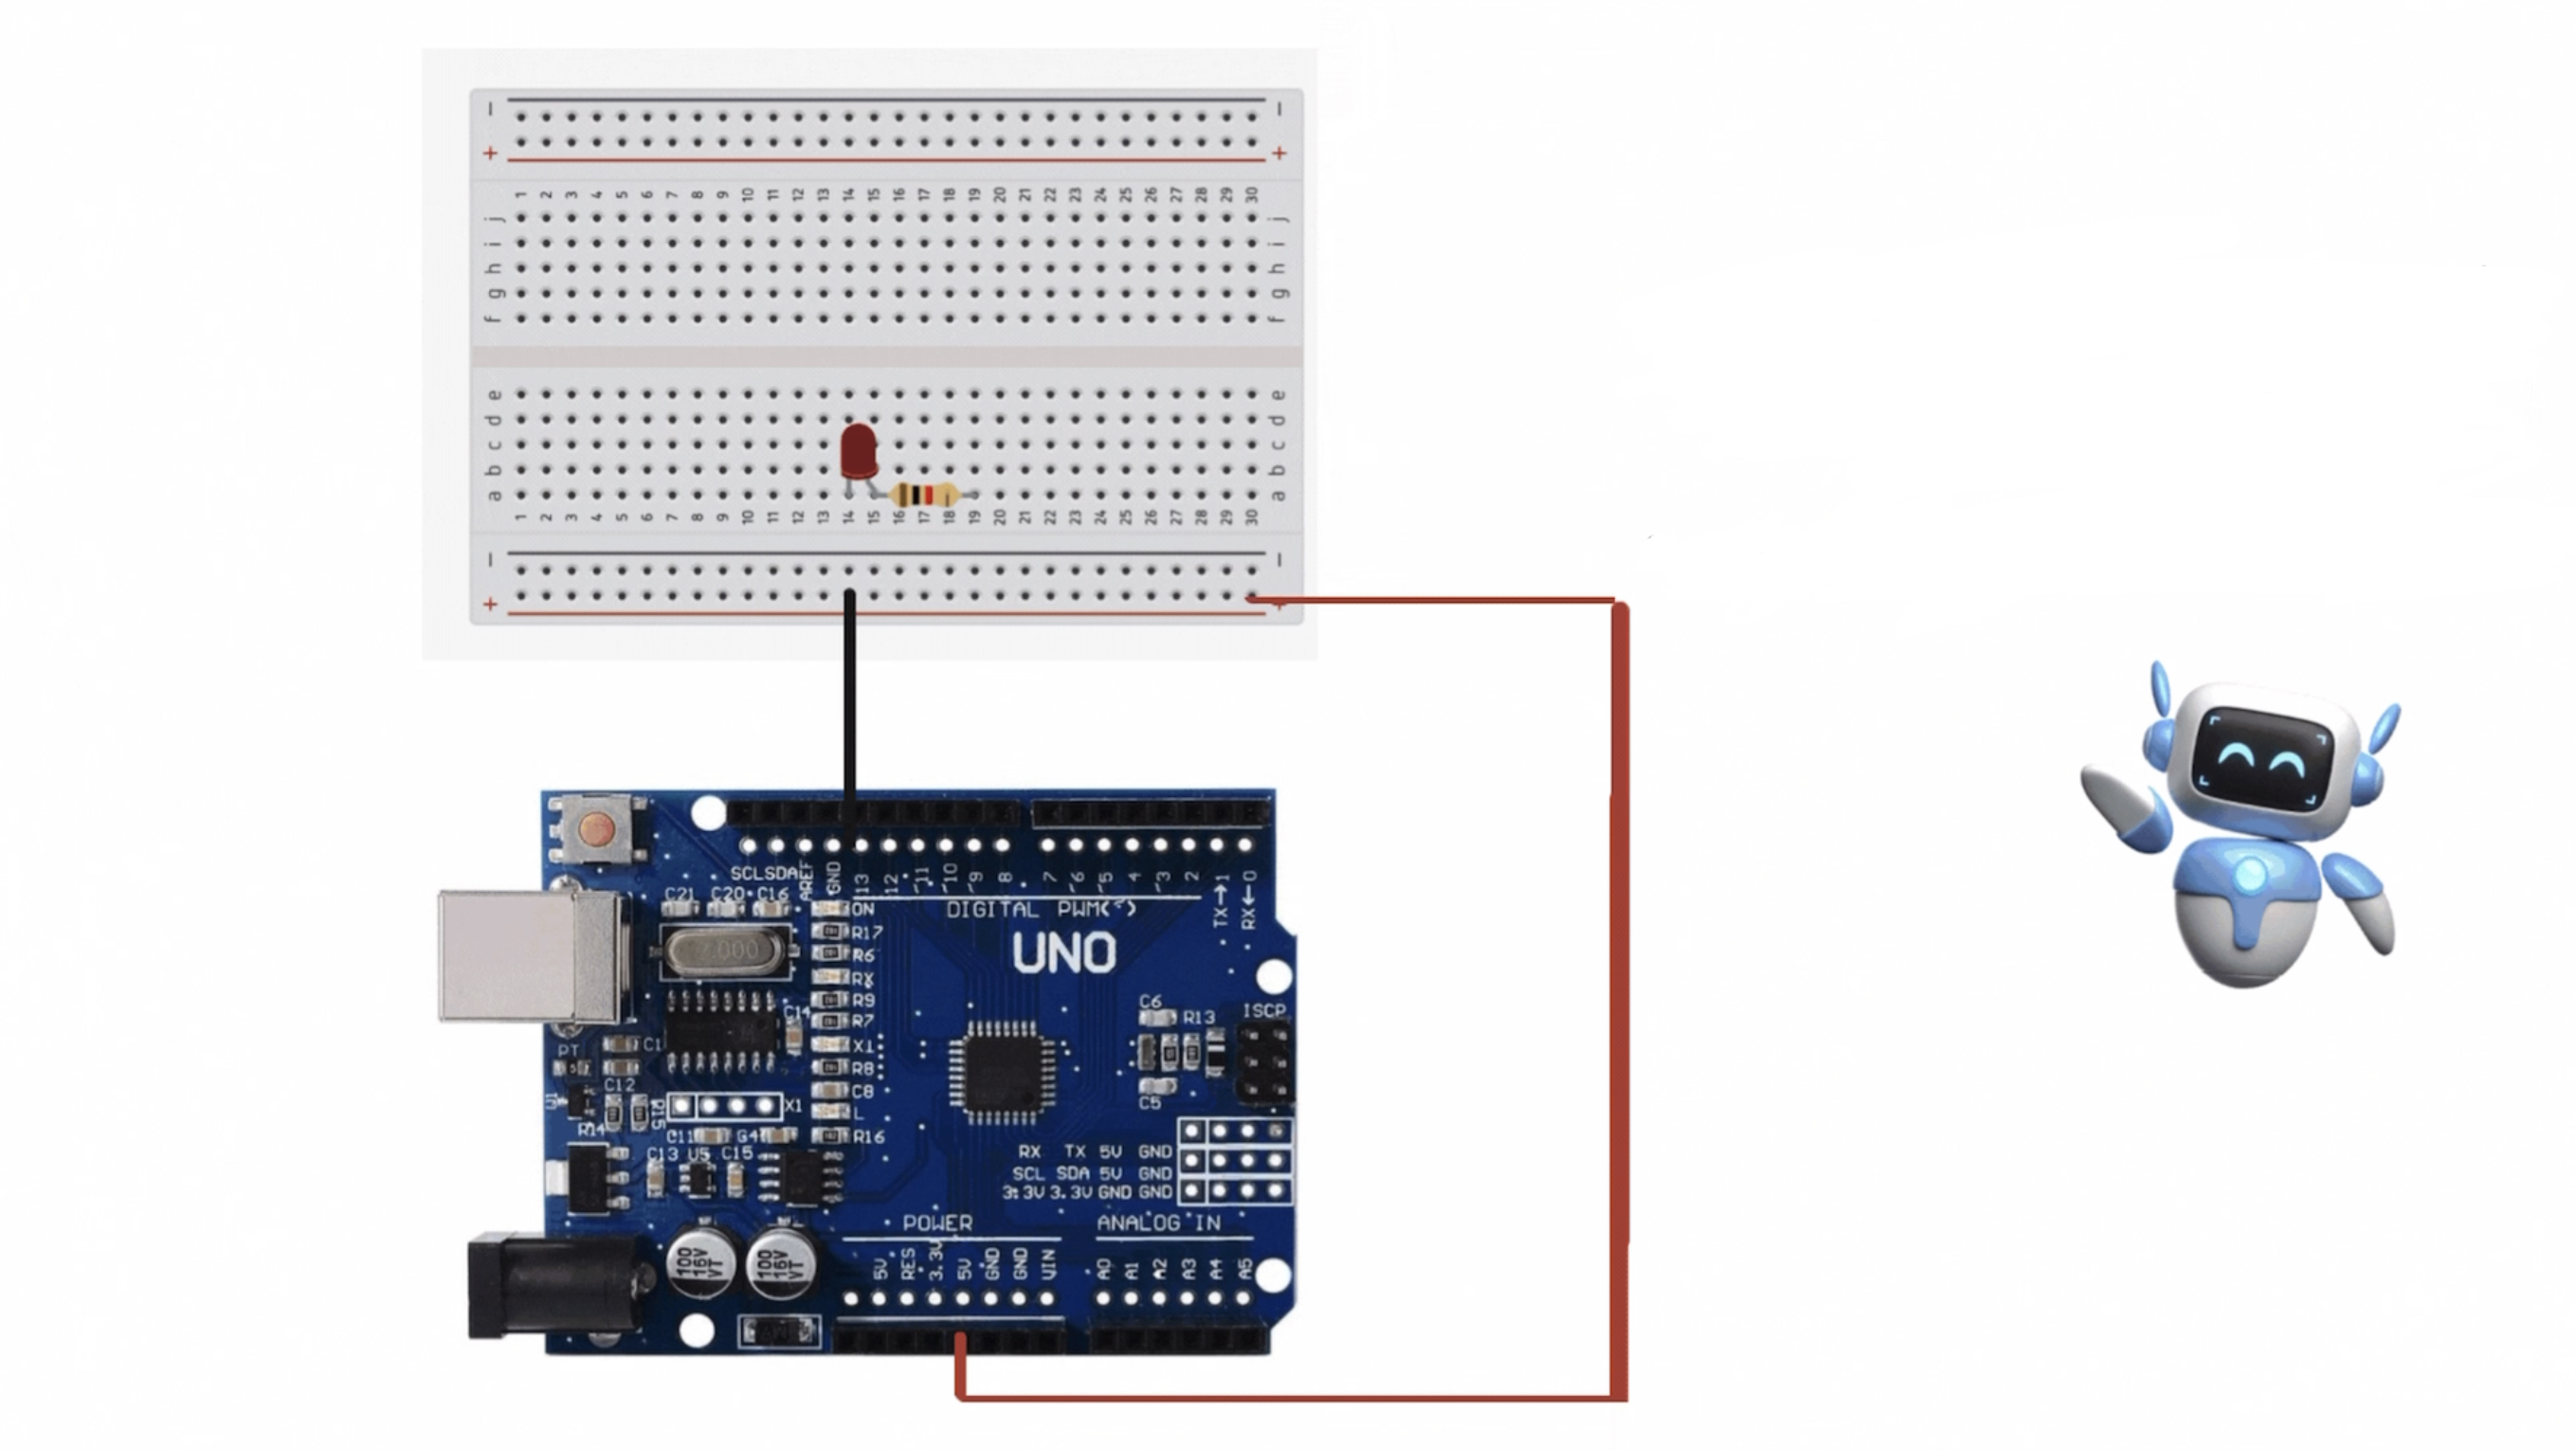 − −
+ +
1 2 3 4 5 6 7 8 9 10 11 12 13 14 15 16 17 18 19 20 21 22 23 24 25 26 27 28 29 30
j j
i i
h h
g g
f f
e e
d d
c c
b b
a a
1 2 3 4 5 6 7 8 9 10 11 12 13 14 15 16 17 18 19 20 21 22 23 24 25 26 27 28 29 30
− −
+ +
SCL SDA AREF GND 13 12 ~11 ~10 ~9 8 7 ~6 ~5 4 ~3 2 TX→1 RX←0
C21 C20 C16 ON DIGITAL PWM(~)
R17
UNO
R6
RX
R9
C6
ISCP
C14 R7 R13
PT C1 X1
R8
C12 C8
X1 L C5
R14 R15 C11 G4 R16
C13 U5 C15 RX TX 5V GND
SCL SDA 5V GND
3.3V 3.3V GND GND
POWER ANALOG IN
100 16V VT 100 16V VT
5V RES 3.3V 5V GND GND VIN A0 A1 A2 A3 A4 A5